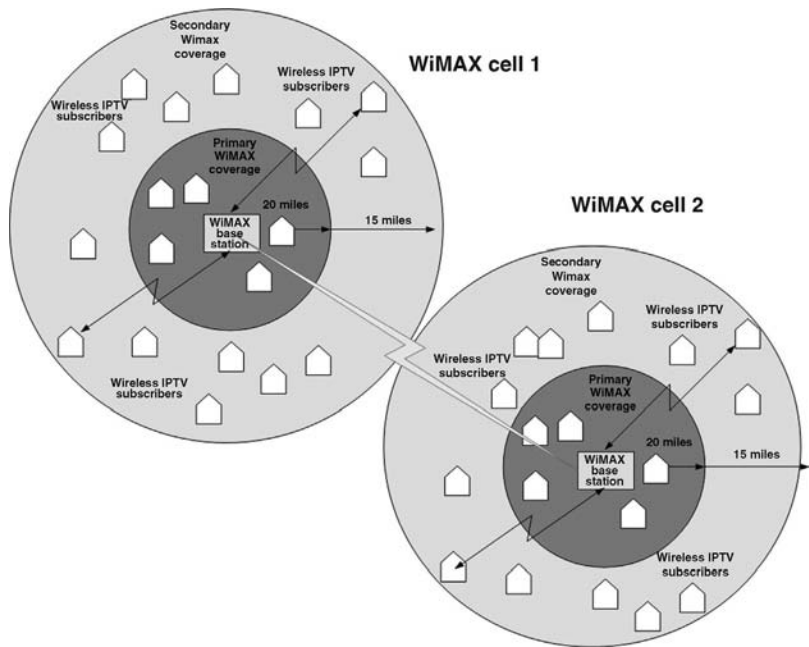 Secondary
Wimax
coverage
WiMAX cell 1
Wireless IPTV
subscribers
Wireless IPTV
subscribers
Primary
WiMAX
coverage
20 miles
15 miles
WiMAX
base
station
Wireless IPTV
subscribers
WiMAX cell 2
Secondary
Wimax
coverage
Wireless IPTV
subscribers
Wireless IPTV
subscribers
Primary
WiMAX
coverage
20 miles
15 miles
WiMAX
base
station
Wireless IPTV
subscribers